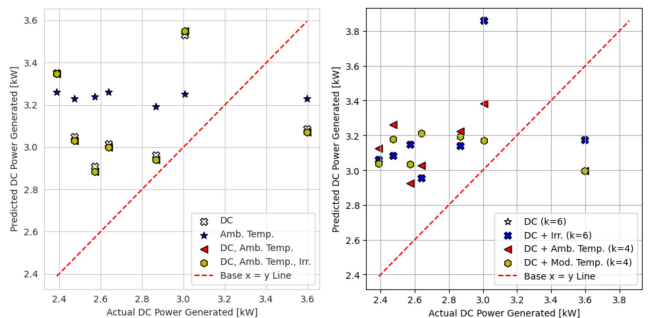 3.6
3.4
3.2
3.0
2.8
2.6
2.4
2.4 2.6 2.8 3.0 3.2 3.4 3.6
Predicted DC Power Generated [kW]
Actual DC Power Generated [kW]
DC
Amb. Temp.
DC, Amb. Temp.
DC, Amb. Temp., Irr.
Base x = y Line
3.8
3.6
3.4
3.2
3.0
2.8
2.6
2.4
2.4 2.6 2.8 3.0 3.2 3.4 3.6 3.8
Predicted DC Power Generated [kW]
Actual DC Power Generated [kW]
DC (k=6)
DC + Irr. (k=6)
DC + Amb. Temp. (k=4)
DC + Mod. Temp. (k=4)
Base x = y Line